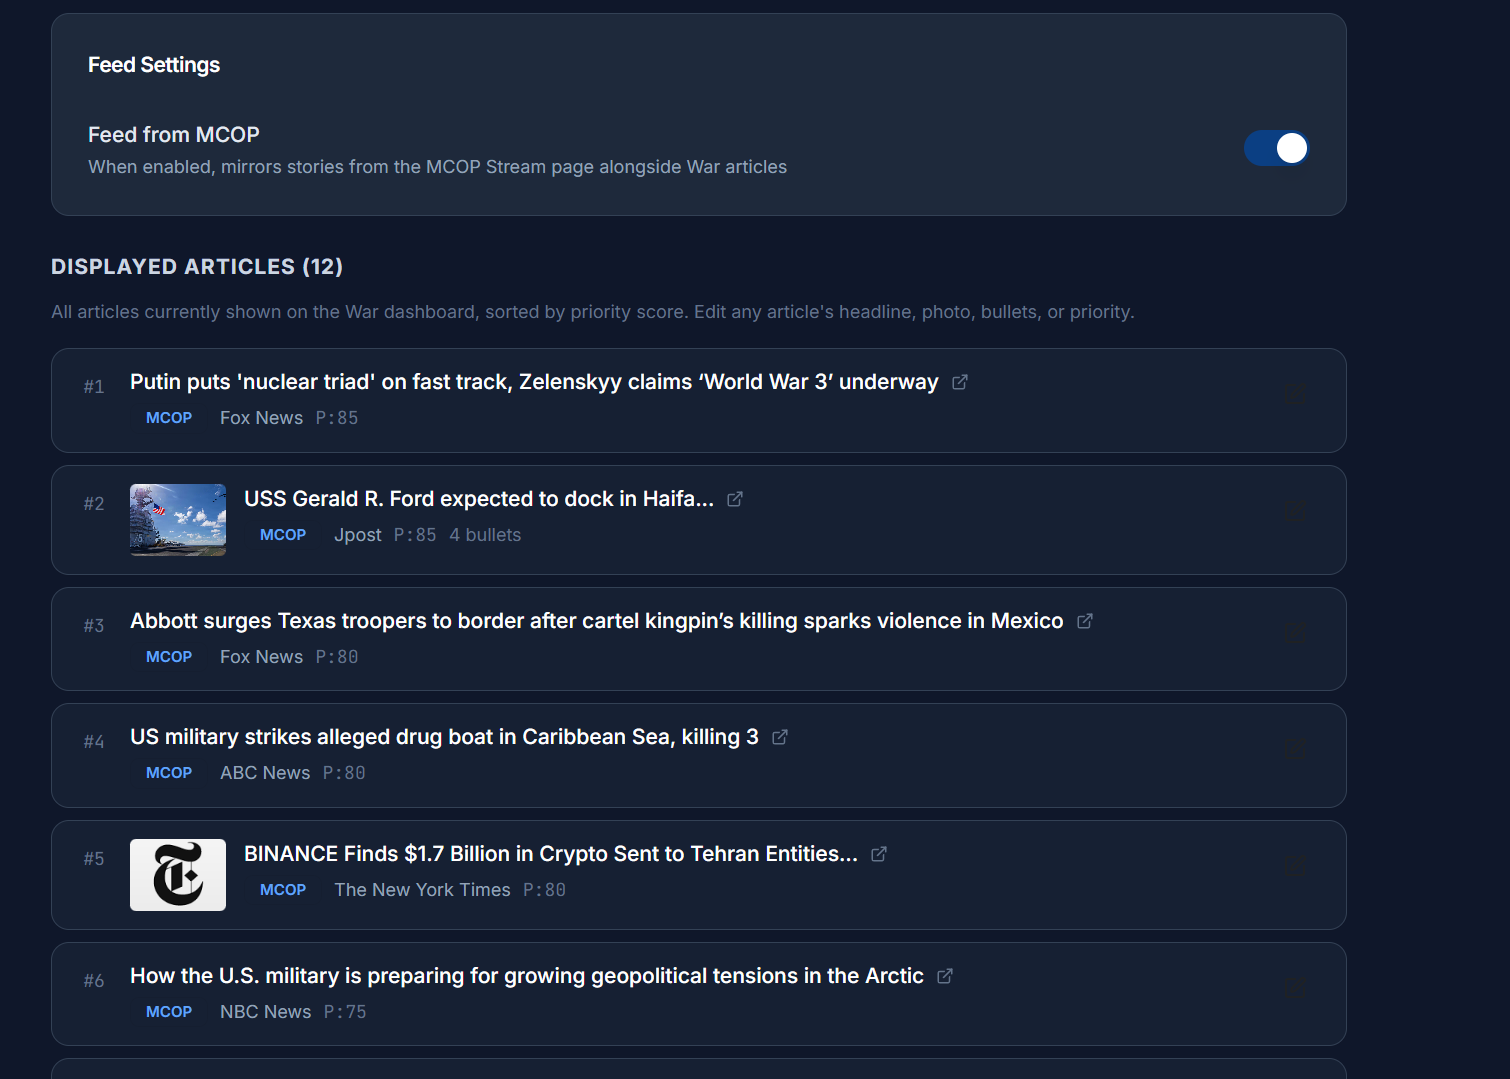 Feed Settings
Feed from MCOP
When enabled, mirrors stories from the MCOP Stream page alongside War articles
DISPLAYED ARTICLES (12)
All articles currently shown on the War dashboard, sorted by priority score. Edit any article's headline, photo, bullets, or priority.
#1 Putin puts 'nuclear triad' on fast track, Zelenskyy claims ‘World War 3’ underway
MCOP Fox News P:85
#2 USS Gerald R. Ford expected to dock in Haifa...
MCOP Jpost P:85 4 bullets
#3 Abbott surges Texas troopers to border after cartel kingpin’s killing sparks violence in Mexico
MCOP Fox News P:80
#4 US military strikes alleged drug boat in Caribbean Sea, killing 3
MCOP ABC News P:80
#5 BINANCE Finds $1.7 Billion in Crypto Sent to Tehran Entities...
MCOP The New York Times P:80
#6 How the U.S. military is preparing for growing geopolitical tensions in the Arctic
MCOP NBC News P:75